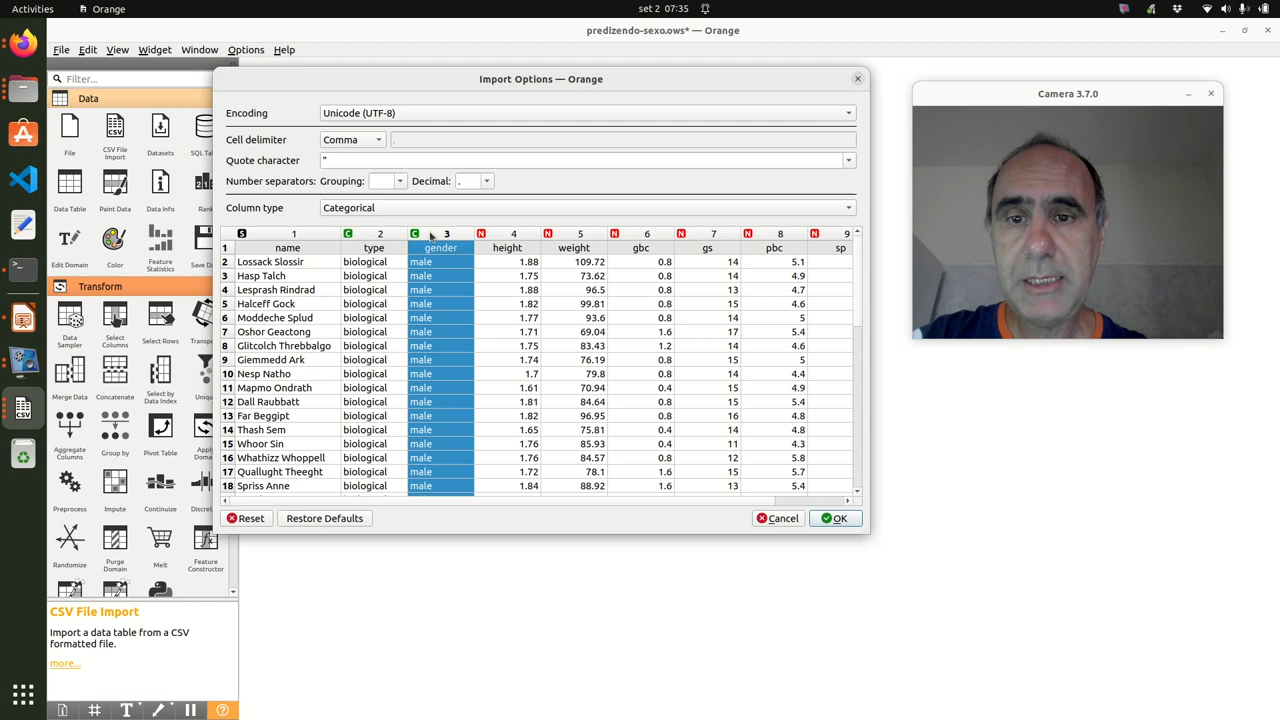 Activities
Orange
set 2 07:35
predizendo-sexo.ows* — Orange
File Edit View Widget Window Options Help
Filter...
Data
File
CSV File Import
Datasets
SQL
Data Table
Paint Data
Data Info
Rank
Edit Domain
Color
Feature Statistics
Save
Transform
Data Sampler
Select Columns
Select Rows
Merge Data
Concatenate
Select by Data Index
Aggregate Columns
Group by
Pivot Table
Domain
Preprocess
Impute
Continuize
Randomize
Purge Domain
Melt
Feature Constructor
CSV File Import
Import a data table from a CSV
formatted file.
more...
Import Options — Orange
Encoding Unicode (UTF-8)
Cell delimiter Comma
Quote character "
Number separators: Grouping: Decimal: .
Column type Categorical
S 1 C 2 C 3 N 4 N 5 N 6 N 7 N 8 N 9
1 name type gender height weight gbc gs pbc sp
2 Lossack Slossir biological male 1.88 109.72 0.8 14 5.1
3 Hasp Talch biological male 1.75 73.62 0.8 14 4.9
4 Lesprash Rindrad biological male 1.88 96.5 0.8 13 4.7
5 Halceff Gock biological male 1.82 99.81 0.8 15 4.6
6 Moddeche Splud biological male 1.77 93.6 0.8 14 5
7 Oshor Geactong biological male 1.71 69.04 1.6 17 5.4
8 Glitcolch Threbbalgo biological male 1.75 83.43 1.2 14 4.6
9 Giemmedd Ark biological male 1.74 76.19 0.8 15 5
10 Nesp Natho biological male 1.7 79.8 0.8 14 4.4
11 Mapmo Ondrath biological male 1.61 70.94 0.4 15 4.9
12 Dall Raubbatt biological male 1.81 84.64 0.8 15 5.4
13 Far Beggipt biological male 1.82 96.95 0.8 16 4.8
14 Thash Sem biological male 1.65 75.81 0.4 14 4.8
15 Whoor Sin biological male 1.76 85.93 0.4 11 4.3
16 Whathizz Whoppell biological male 1.76 84.57 0.8 12 5.8
17 Quallught Theeght biological male 1.72 78.1 1.6 15 5.7
18 Spriss Anne biological male 1.84 88.92 1.6 13 5.4
Reset
Restore Defaults
Cancel
OK
Camera 3.7.0